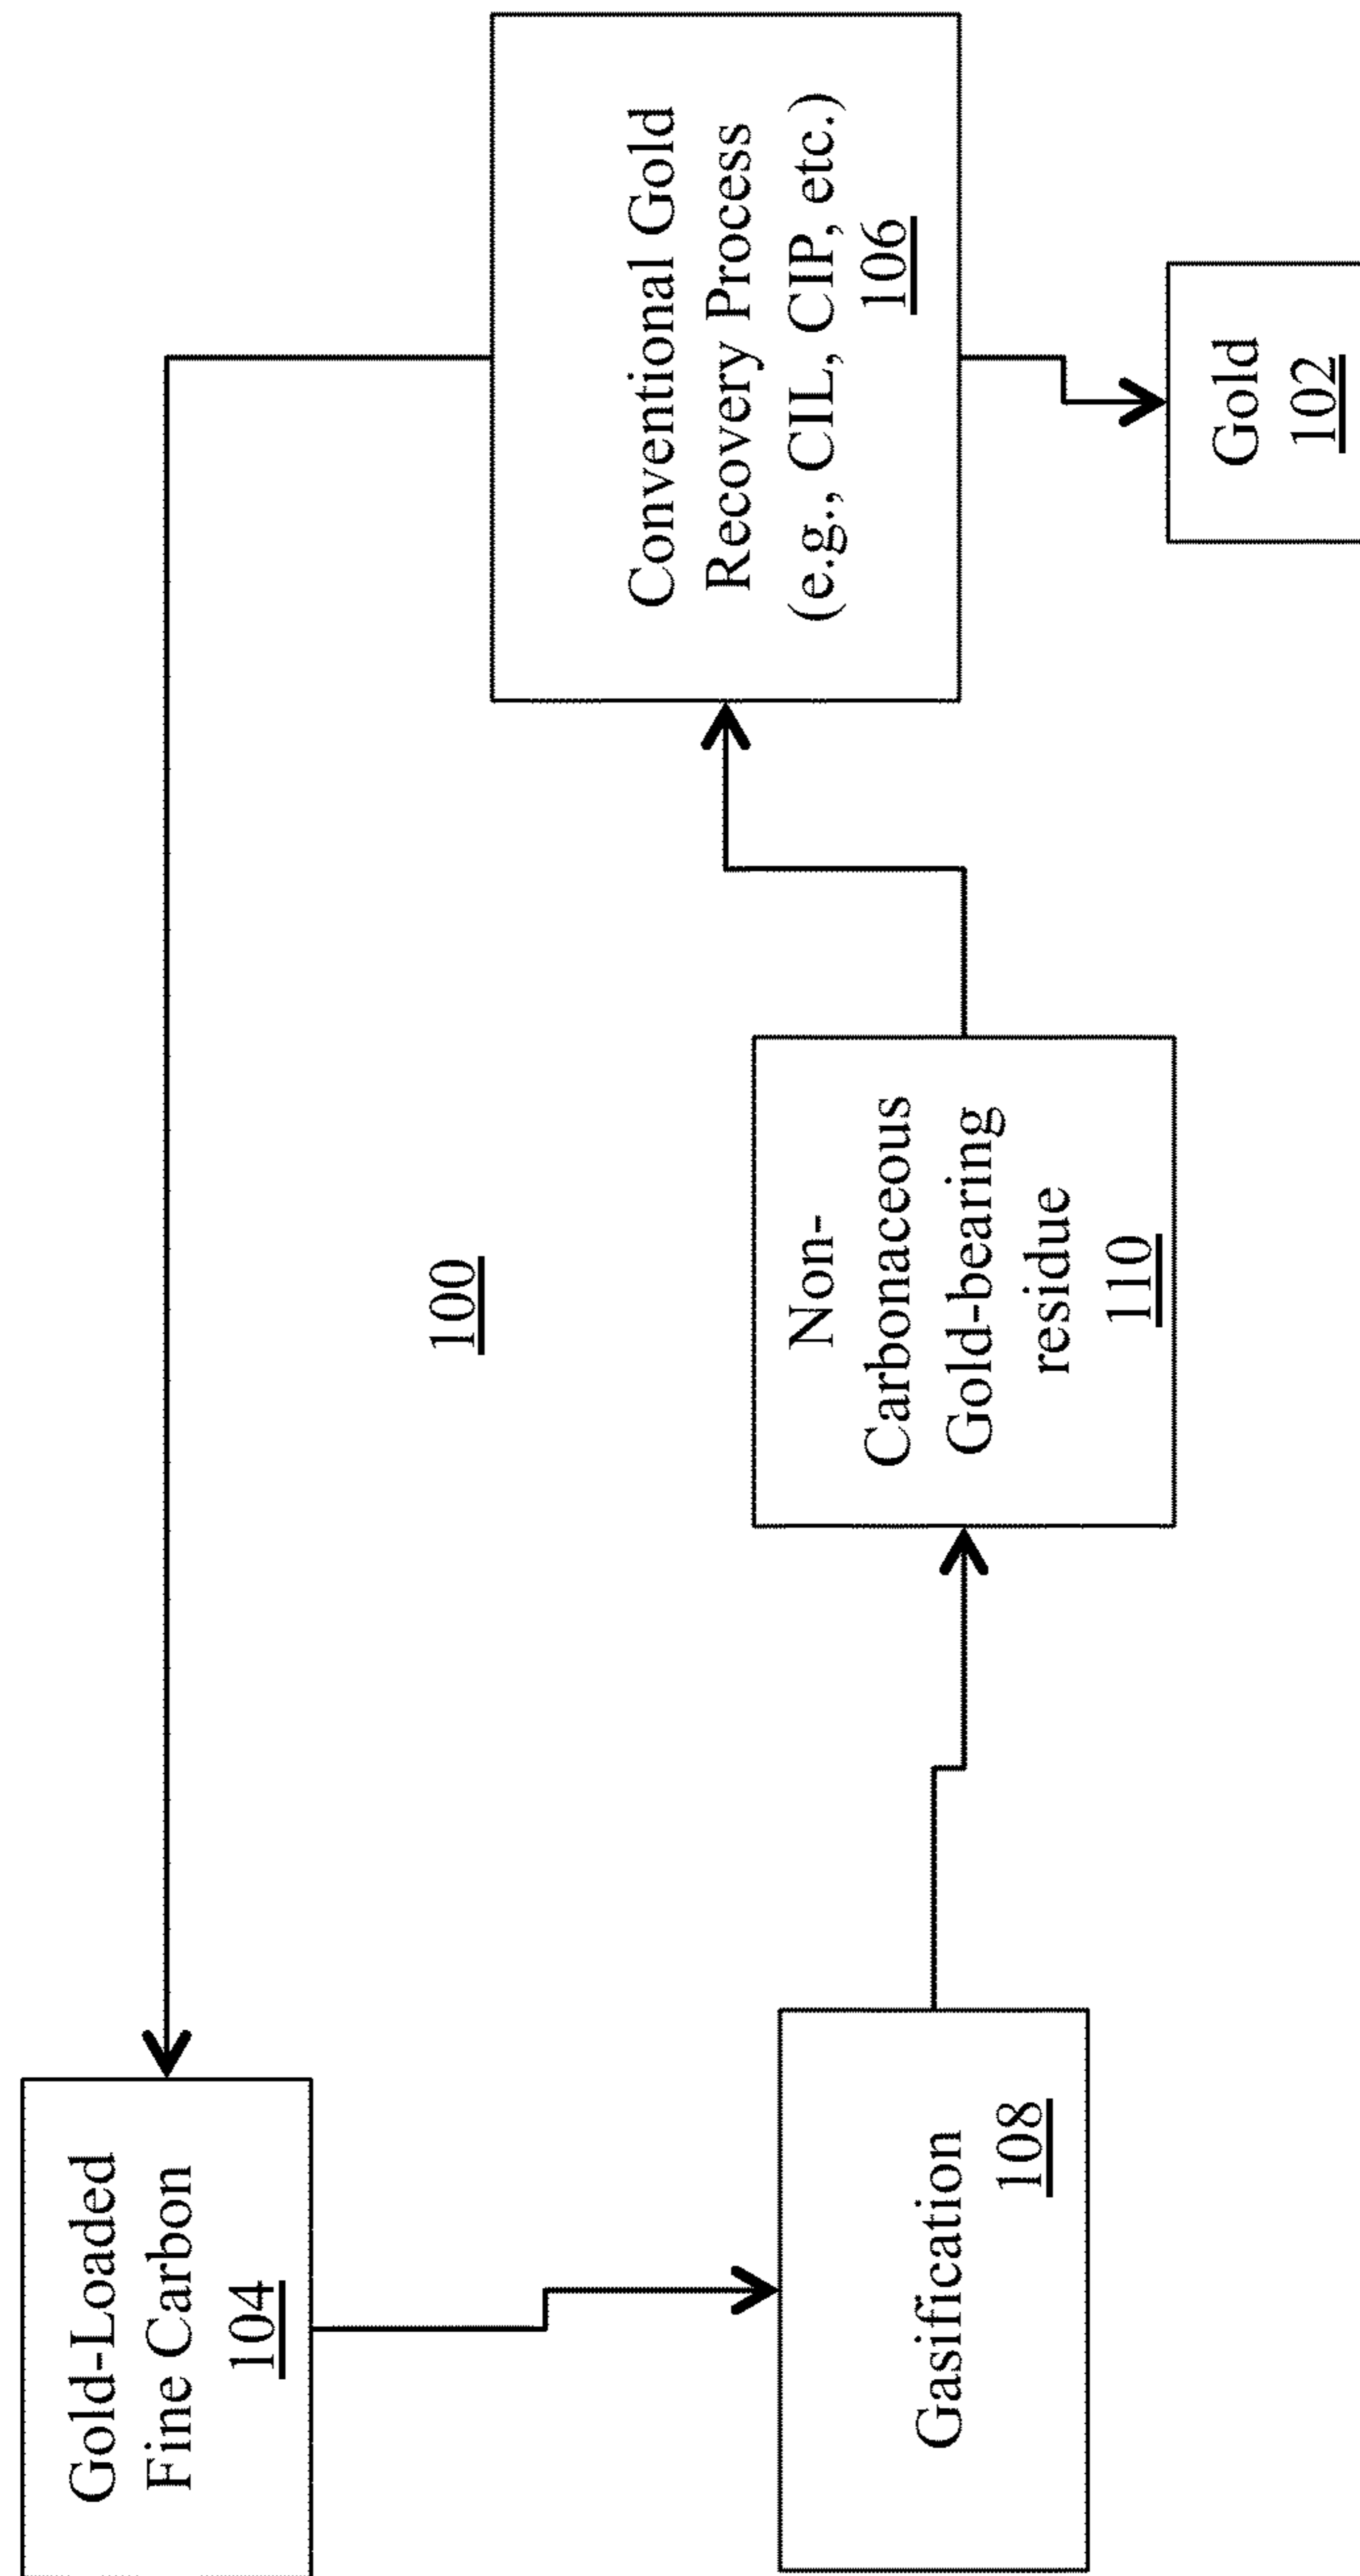 Gold-Loaded
Fine Carbon
104
Gasification
108
100
Non-
Carbonaceous
Gold-bearing
residue
110
Conventional Gold
Recovery Process
(e.g., CIL, CIP, etc.)
106
Gold
102